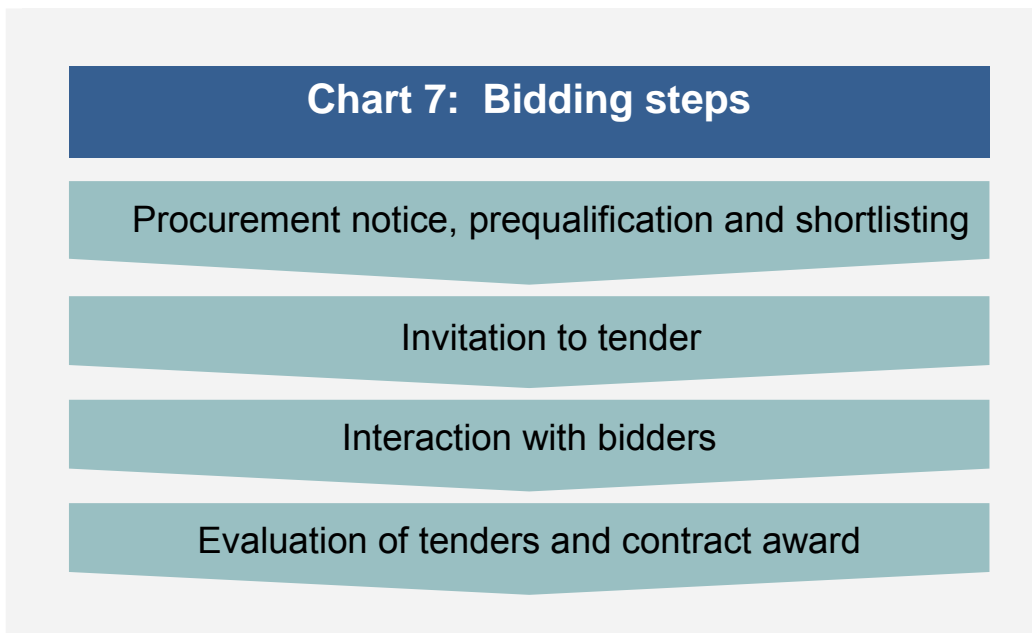 Chart 7: Bidding steps
Procurement notice, prequalification and shortlisting
Invitation to tender
Interaction with bidders
Evaluation of tenders and contract award